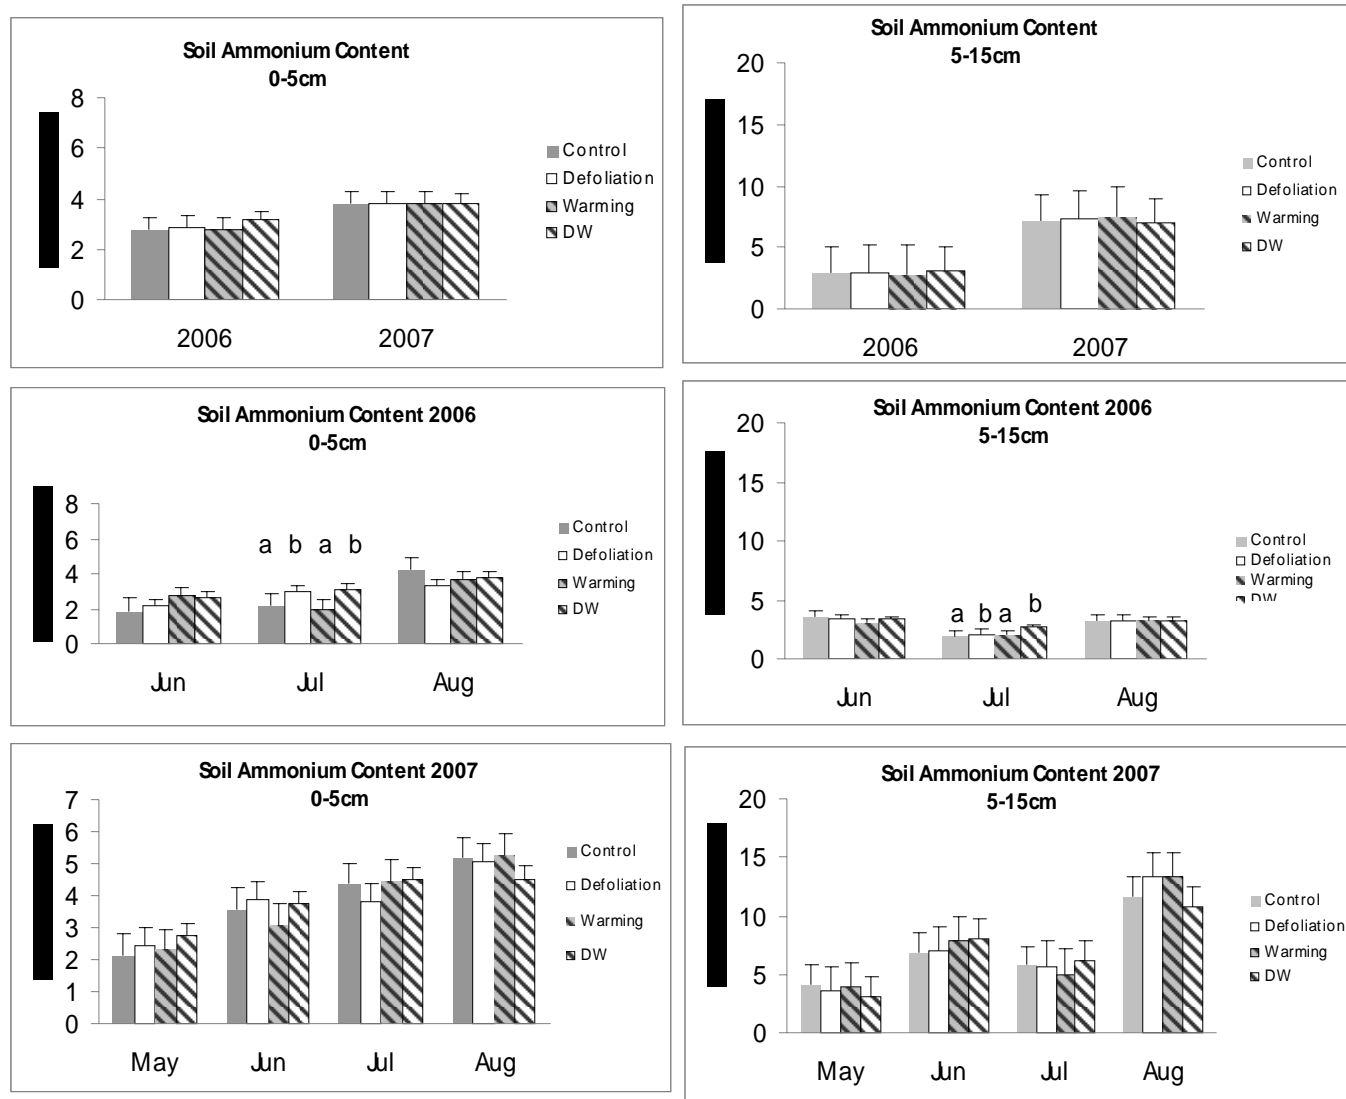 Soil Ammonium Content
0-5cm
8
6
4
2
0
2006 2007
Control
Defoliation
Warming
DW
Soil Ammonium Content
5-15cm
20
15
10
5
0
2006 2007
Control
Defoliation
Warming
DW
Soil Ammonium Content 2006
0-5cm
8
6
4
2
0
a b a b
Jun Jul Aug
Control
Defoliation
Warming
DW
Soil Ammonium Content 2006
5-15cm
20
15
10
5
0
a b a b
Jun Jul Aug
Control
Defoliation
Warming
DW
Soil Ammonium Content 2007
0-5cm
7
6
5
4
3
2
1
0
May Jun Jul Aug
Control
Defoliation
Warming
DW
Soil Ammonium Content 2007
5-15cm
20
15
10
5
0
May Jun Jul Aug
Control
Defoliation
Warming
DW